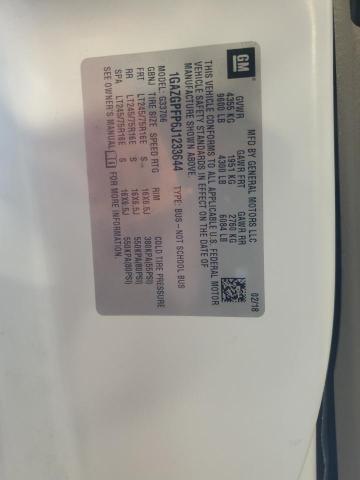 GM
MFD BY GENERAL MOTORS LLC 02/18
GVWR GAWR FRT GAWR RR
4355 KG 1951 KG 2760 KG
9600 LB 4300 LB 6084 LB
THIS VEHICLE CONFORMS TO ALL APPLICABLE U.S. FEDERAL MOTOR
VEHICLE SAFETY STANDARDS IN EFFECT ON THE DATE OF
MANUFACTURE SHOWN ABOVE.
1GAZGPFP6J1233644 TYPE: BUS – NOT SCHOOL BUS
MODEL: G33706
GBNJ TIRE SIZE SPEED RTG RIM COLD TIRE PRESSURE
FRT LT245/75R16E S 16X6.5J 380KPA(55PSI)
RR LT245/75R16E S 16X6.5J 550KPA(80PSI)
SPA LT245/75R16E S 16X6.5J 550KPA(80PSI)
SEE OWNER'S MANUAL FOR MORE INFORMATION.